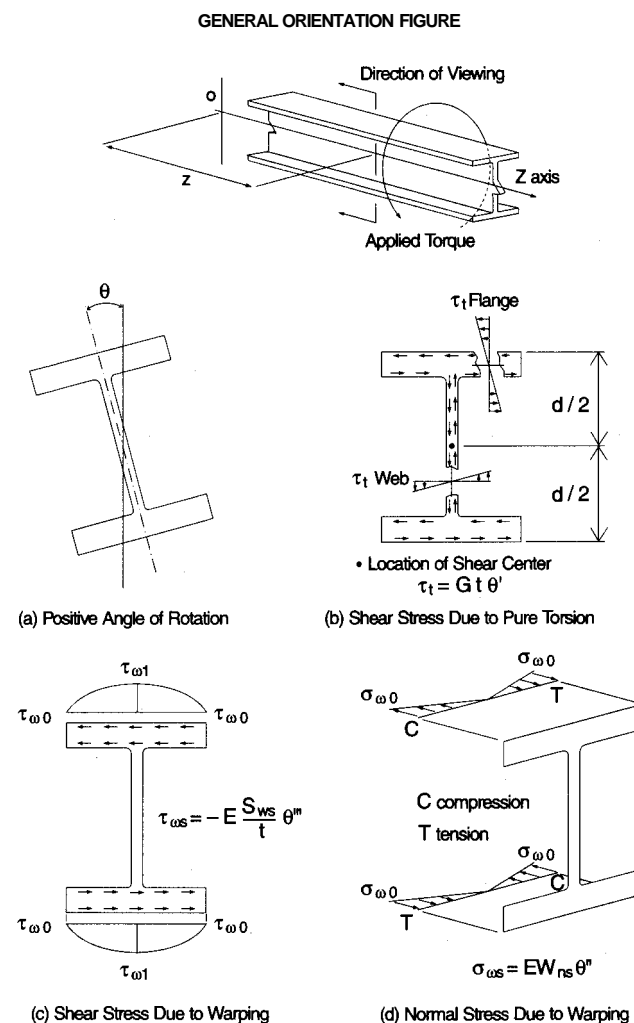 GENERAL ORIENTATION FIGURE
Direction of Viewing
O
Z
Z axis
Applied Torque
θ
τt Flange
d / 2
τt Web
d / 2
• Location of Shear Center
τt = G t θ'
(a) Positive Angle of Rotation
(b) Shear Stress Due to Pure Torsion
τω1
τω0 τω0
τωs = – E Sws/t θ'''
τω0 τω0
τω1
σω0
σω0
T
C
C compression
T tension
σω0
σω0
C
T
σωs = EWns θ''
(c) Shear Stress Due to Warping
(d) Normal Stress Due to Warping